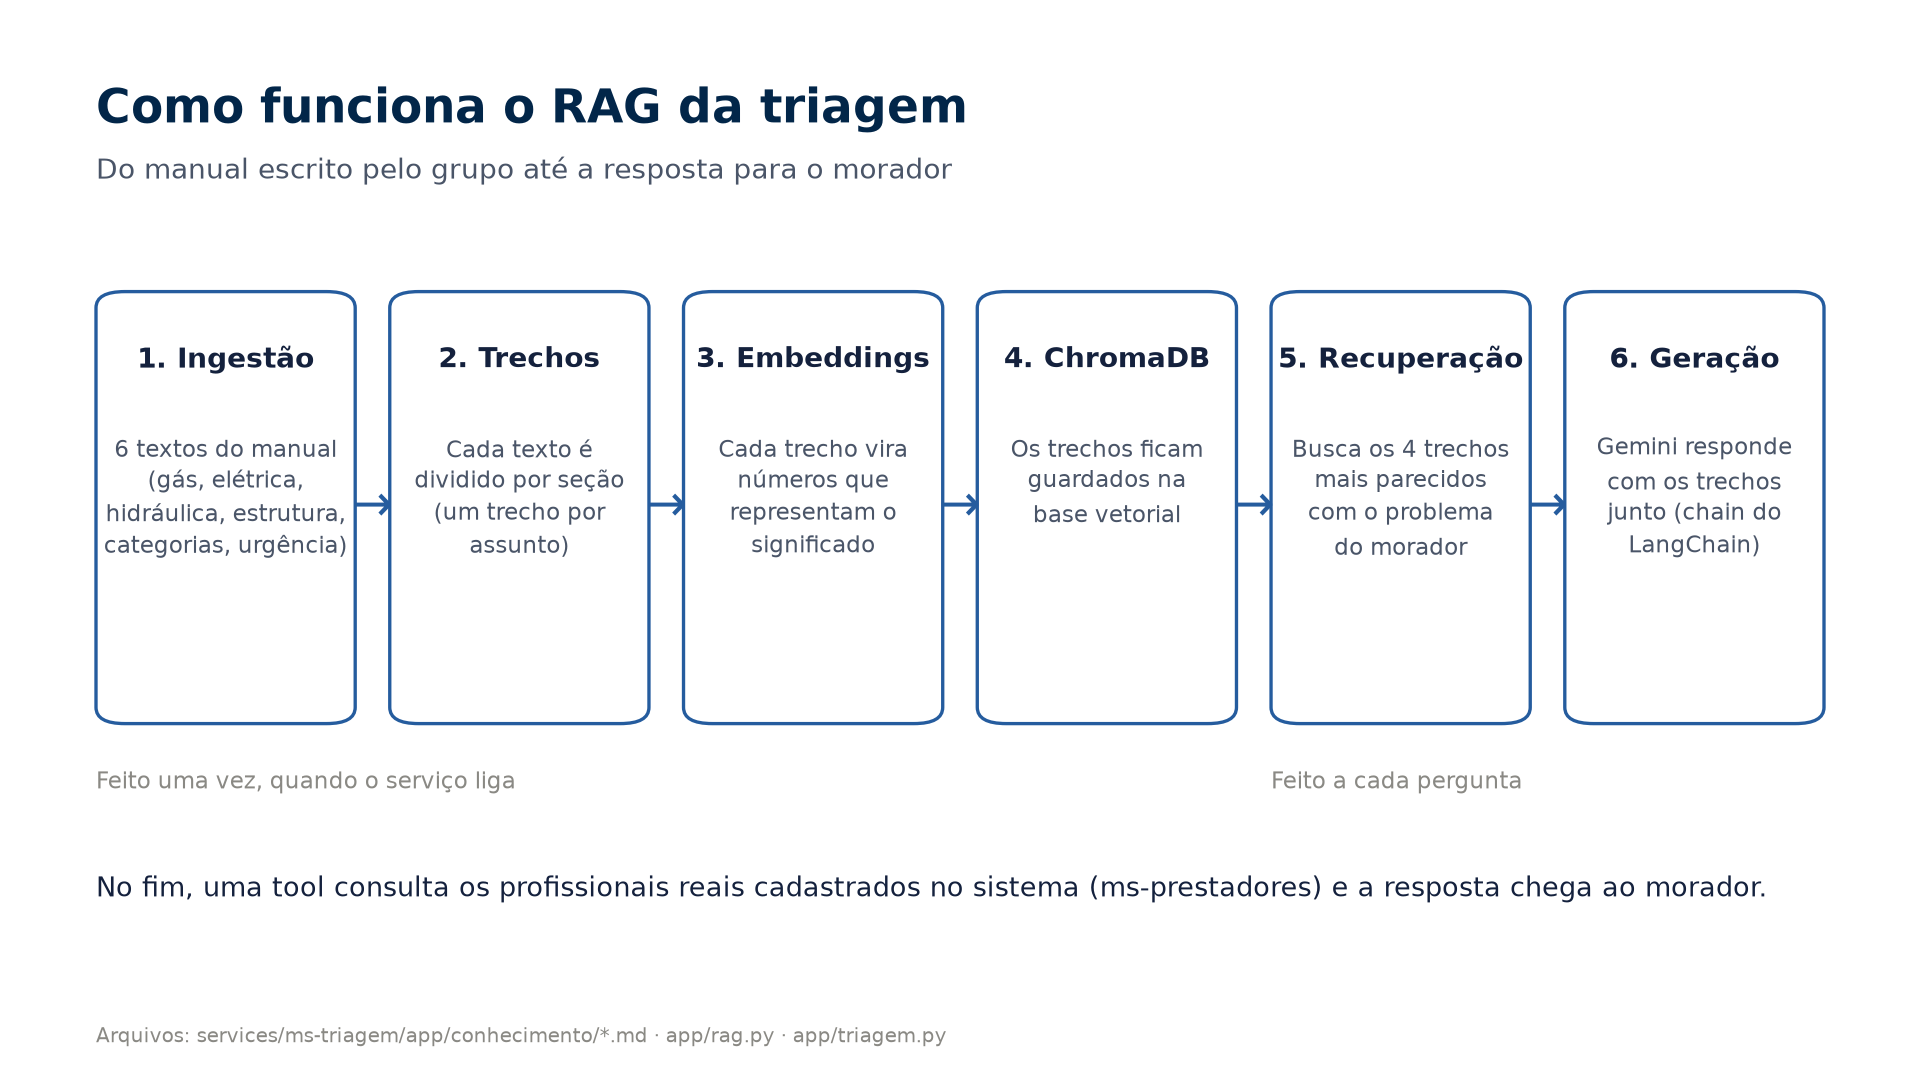 Como funciona o RAG da triagem
Do manual escrito pelo grupo até a resposta para o morador
1. Ingestão
6 textos do manual
(gás, elétrica,
hidráulica, estrutura,
categorias, urgência)
2. Trechos
Cada texto é
dividido por seção
(um trecho por
assunto)
3. Embeddings
Cada trecho vira
números que
representam o
significado
4. ChromaDB
Os trechos ficam
guardados na
base vetorial
5. Recuperação
Busca os 4 trechos
mais parecidos
com o problema
do morador
6. Geração
Gemini responde
com os trechos
junto (chain do
LangChain)
Feito uma vez, quando o serviço liga
Feito a cada pergunta
No fim, uma tool consulta os profissionais reais cadastrados no sistema (ms-prestadores) e a resposta chega ao morador.
Arquivos: services/ms-triagem/app/conhecimento/*.md · app/rag.py · app/triagem.py